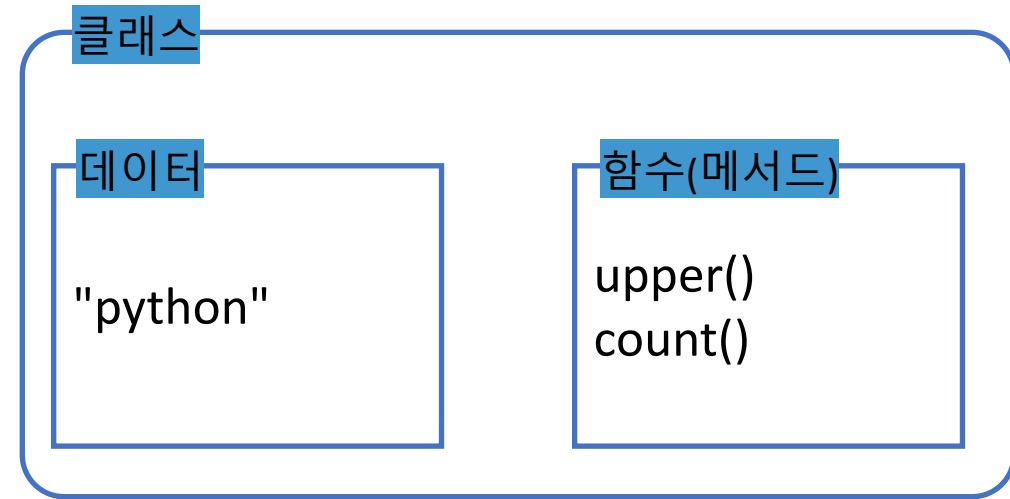 클래스
데이터
"python"
함수(메서드)
upper()
count()